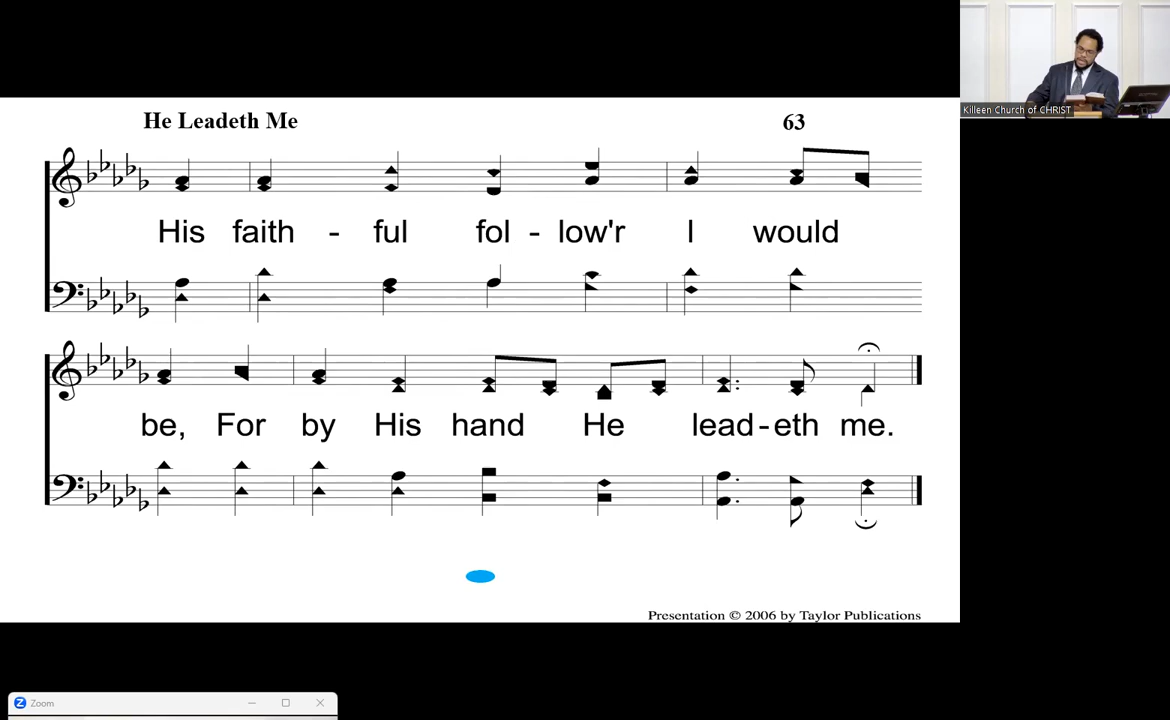 Killeen Church of CHRIST
He Leadeth Me 63
His faith - ful fol - low'r I would
be, For by His hand He lead - eth me.
Presentation © 2006 by Taylor Publications
Zoom